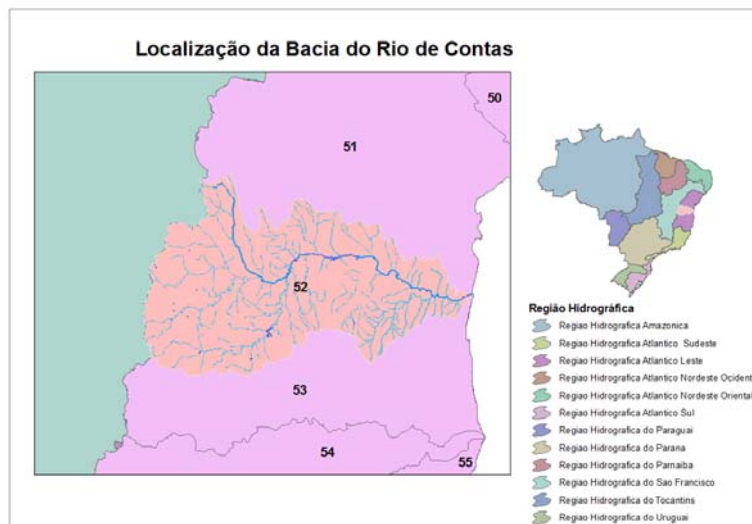 Localização da Bacia do Rio de Contas
50
51
52
53
54
55
Região Hidrográfica
Regiao Hidrografica Amazonica
Regiao Hidrografica Atlantico Sudeste
Regiao Hidrografica Atlantico Leste
Regiao Hidrografica Atlantico Nordeste Ocident
Regiao Hidrografica Atlantico Nordeste Oriental
Regiao Hidrografica Atlantico Sul
Regiao Hidrografica do Paraguai
Regiao Hidrografica do Parana
Regiao Hidrografica do Parnaiba
Regiao Hidrografica do Sao Francisco
Regiao Hidrografica do Tocantins
Regiao Hidrografica do Uruguai